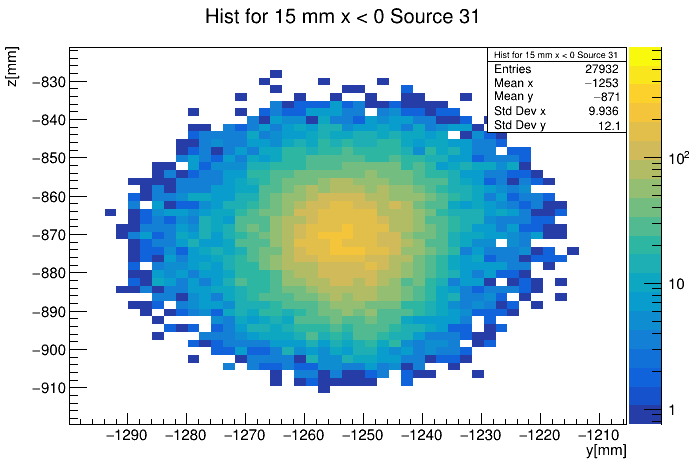 Hist for 15 mm x < 0 Source 31
z[mm]
Hist for 15 mm x < 0 Source 31
Entries 27932
Mean x −1253
Mean y −871
Std Dev x 9.936
Std Dev y 12.1
−830
−840
−850
−860
−870
−880
−890
−900
−910
10²
10
1
−1290 −1280 −1270 −1260 −1250 −1240 −1230 −1220 −1210
y[mm]